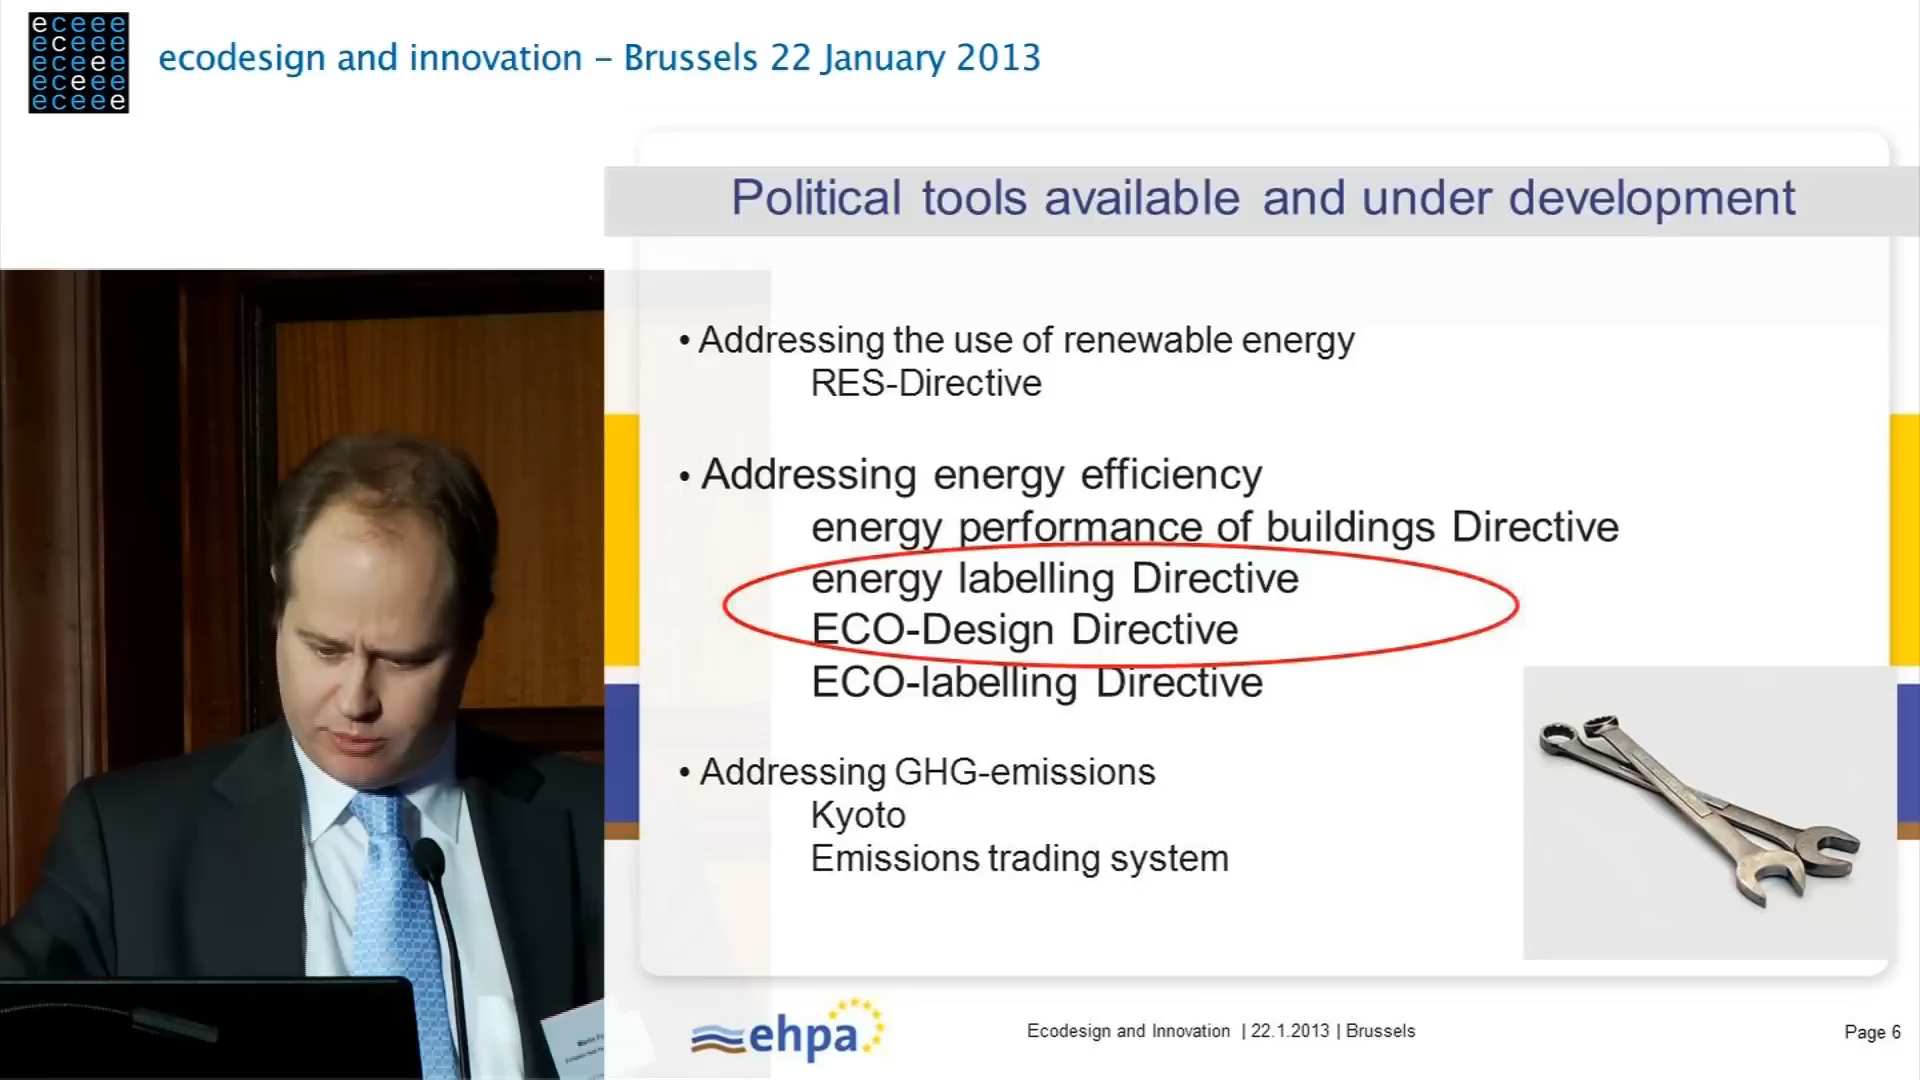 eceee
eceee
eceee
eceee
eceee
ecodesign and innovation – Brussels 22 January 2013
Political tools available and under development
• Addressing the use of renewable energy
RES-Directive
• Addressing energy efficiency
energy performance of buildings Directive
energy labelling Directive
ECO-Design Directive
ECO-labelling Directive
• Addressing GHG-emissions
Kyoto
Emissions trading system
ehpa
Ecodesign and Innovation | 22.1.2013 | Brussels
Page 6